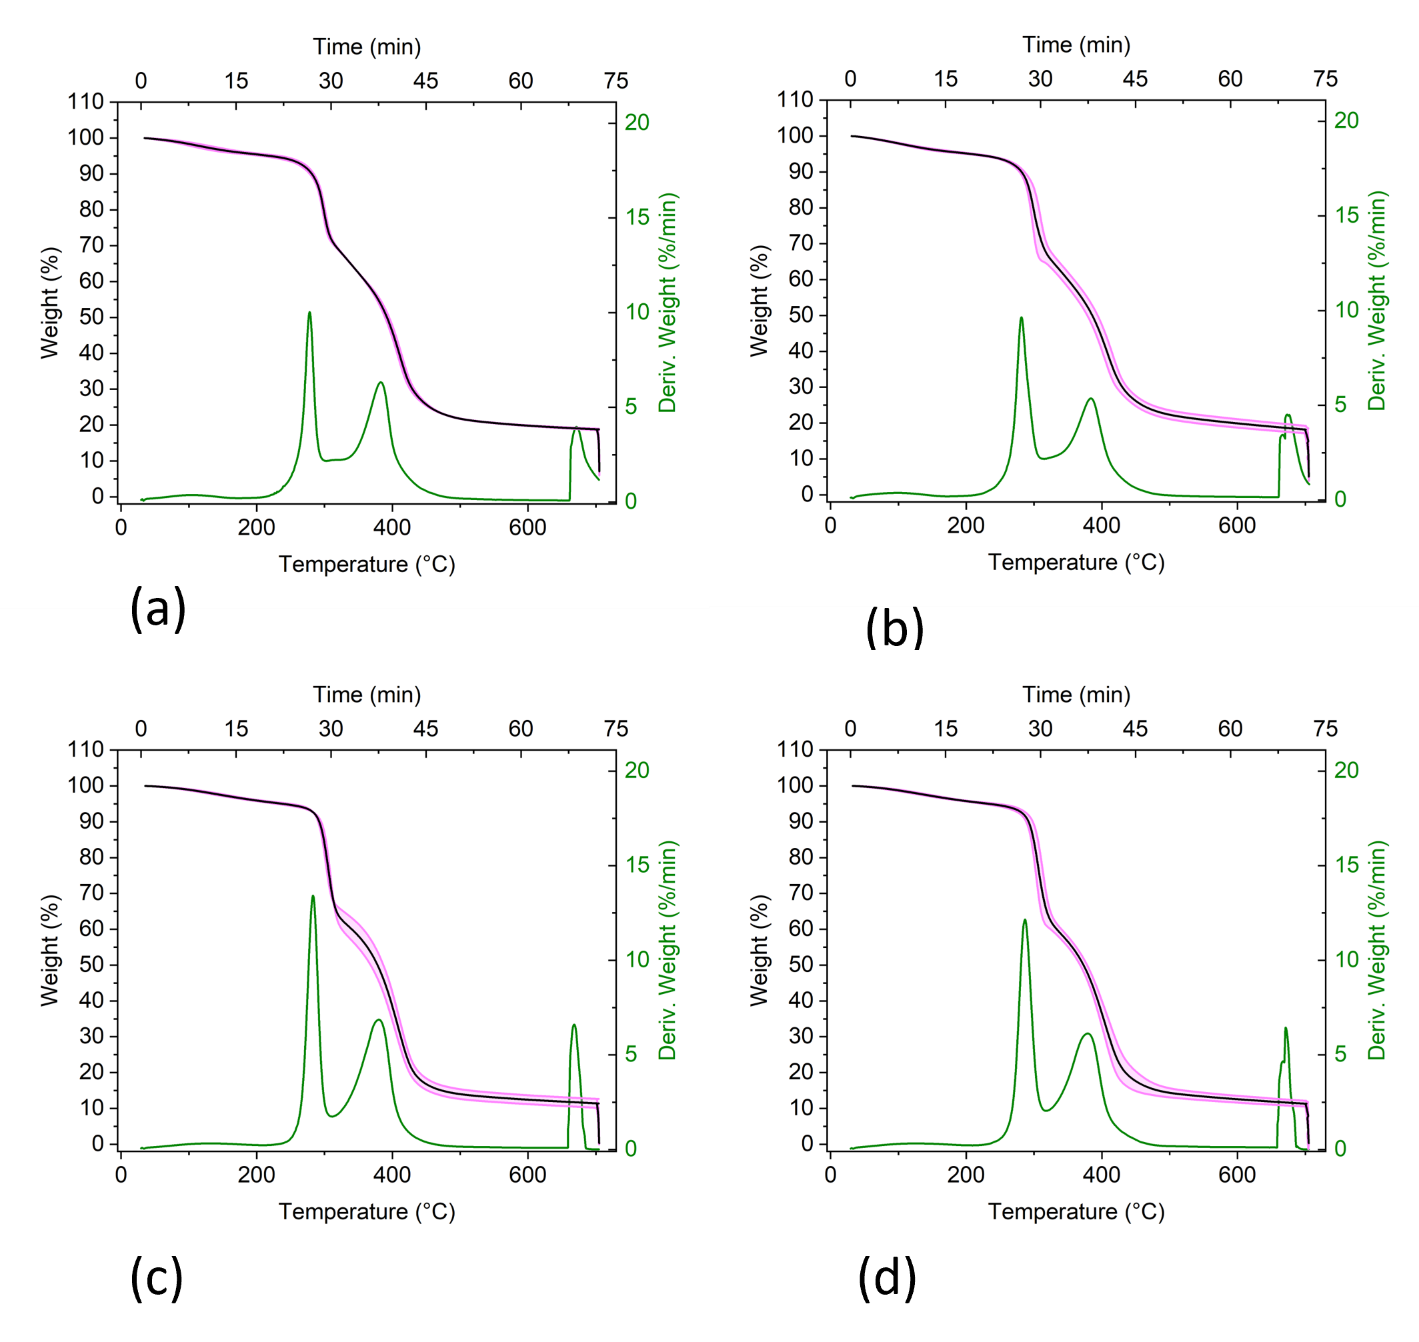 Time (min)
0 15 30 45 60 75
110
100
90
80
70
60
50
40
30
20
10
0
Weight (%)
20
15
10
5
0
Deriv. Weight (%/min)
0 200 400 600
Temperature (°C)
(a)
Time (min)
0 15 30 45 60 75
110
100
90
80
70
60
50
40
30
20
10
0
Weight (%)
20
15
10
5
0
Deriv. Weight (%/min)
0 200 400 600
Temperature (°C)
(b)
Time (min)
0 15 30 45 60 75
110
100
90
80
70
60
50
40
30
20
10
0
Weight (%)
20
15
10
5
0
Deriv. Weight (%/min)
0 200 400 600
Temperature (°C)
(c)
Time (min)
0 15 30 45 60 75
110
100
90
80
70
60
50
40
30
20
10
0
Weight (%)
20
15
10
5
0
Deriv. Weight (%/min)
0 200 400 600
Temperature (°C)
(d)